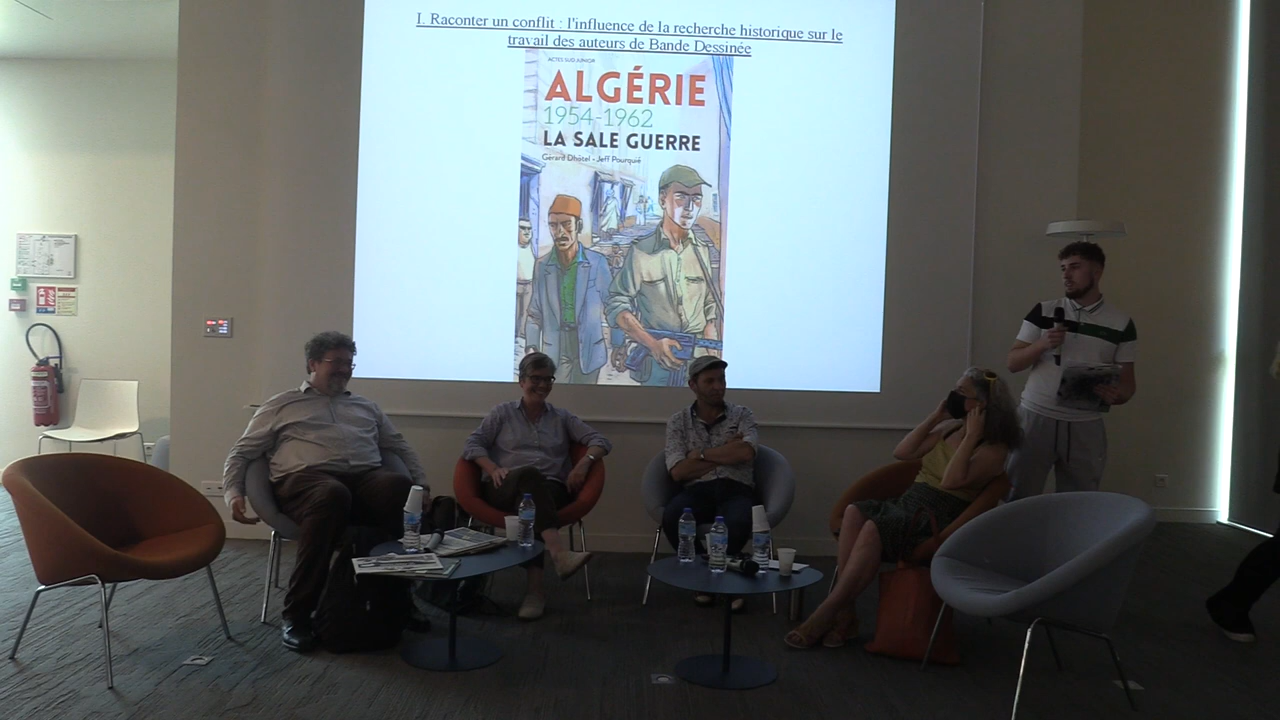 I. Raconter un conflit : l'influence de la recherche historique sur le
travail des auteurs de Bande Dessinée
ACTES SUD JUNIOR
ALGÉRIE
1954-1962
LA SALE GUERRE
Gérard Dhôtel - Jeff Pourquié